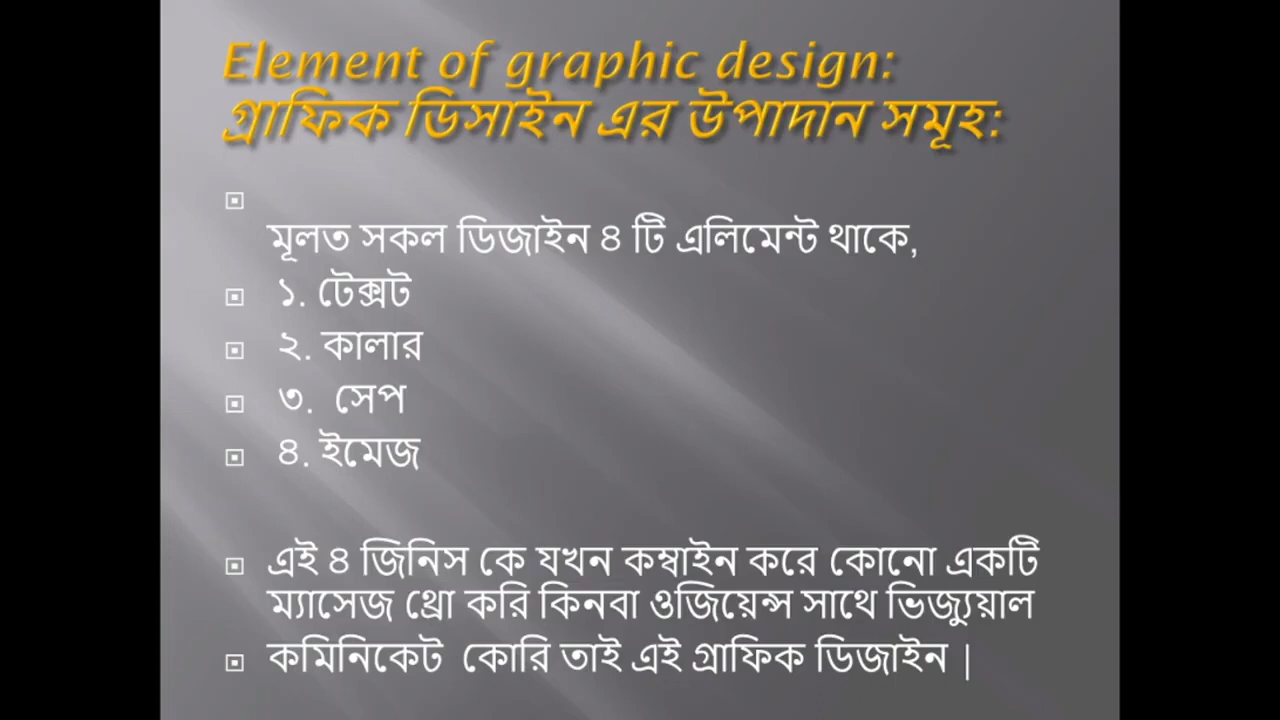 Element of graphic design:
গ্রাফিক ডিসাইন এর উপাদান সমূহ:
মূলত সকল ডিজাইন ৪ টি এলিমেন্ট থাকে,
১. টেক্সট
২. কালার
৩. সেপ
৪. ইমেজ
এই ৪ জিনিস কে যখন কম্বাইন করে কোনো একটি
ম্যাসেজ থ্রো করি কিনবা ওজিয়েন্স সাথে ভিজ্যুয়াল
কমিনিকেট কোরি তাই এই গ্রাফিক ডিজাইন |